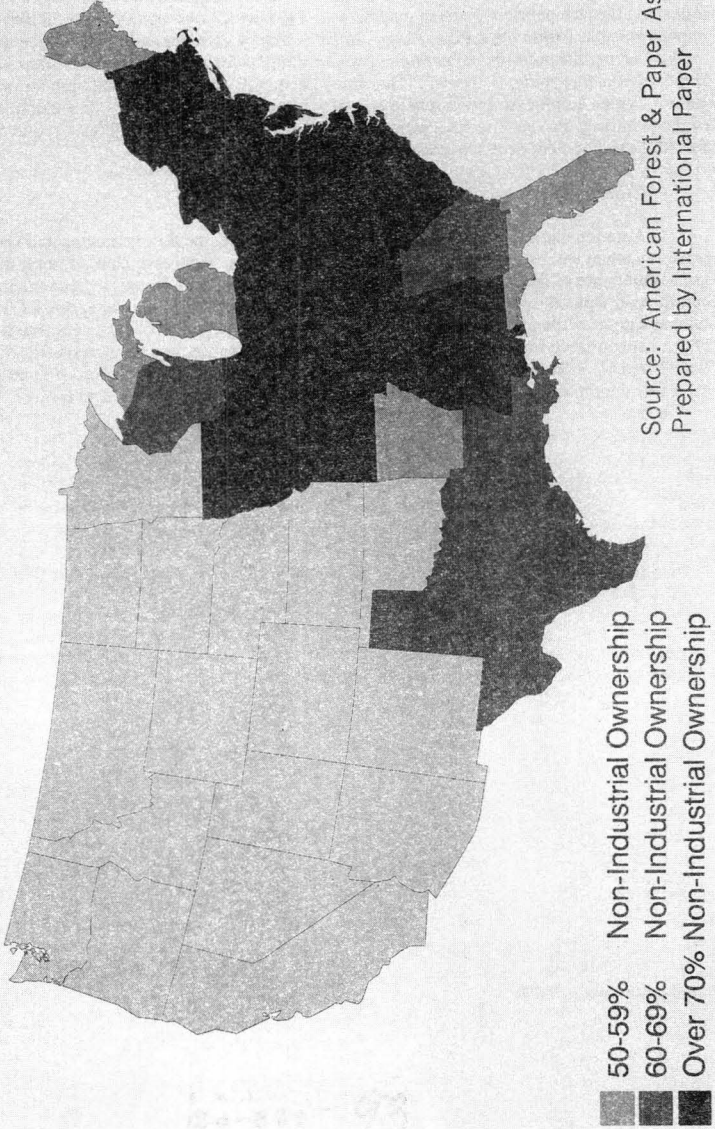 50-59% Non-Industrial Ownership
60-69% Non-Industrial Ownership
Over 70% Non-Industrial Ownership
Source: American Forest & Paper As
Prepared by International Paper